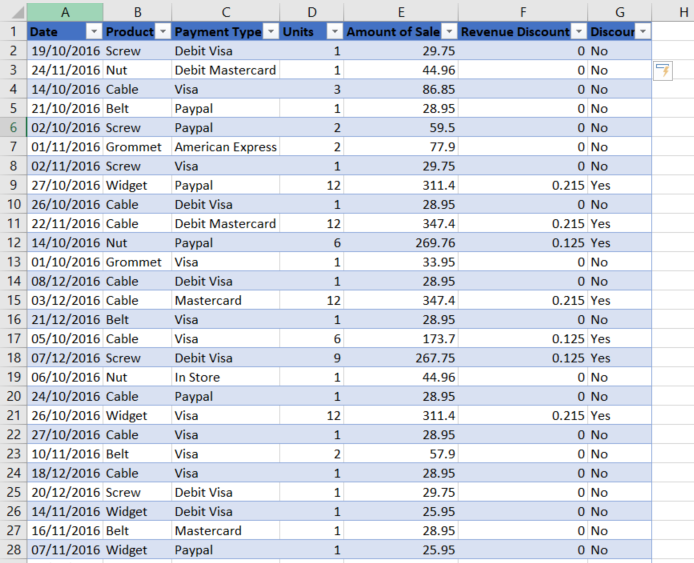 A B C D E F G H
1 Date Product Payment Type Units Amount of Sale Revenue Discount Discour
2 19/10/2016 Screw Debit Visa 1 29.75 0 No
3 24/11/2016 Nut Debit Mastercard 1 44.96 0 No
4 14/10/2016 Cable Visa 3 86.85 0 No
5 21/10/2016 Belt Paypal 1 28.95 0 No
6 02/10/2016 Screw Paypal 2 59.5 0 No
7 01/11/2016 Grommet American Express 2 77.9 0 No
8 02/11/2016 Screw Visa 1 29.75 0 No
9 27/10/2016 Widget Paypal 12 311.4 0.215 Yes
10 26/10/2016 Cable Debit Visa 1 28.95 0 No
11 22/11/2016 Cable Debit Mastercard 12 347.4 0.215 Yes
12 14/10/2016 Nut Paypal 6 269.76 0.125 Yes
13 01/10/2016 Grommet Visa 1 33.95 0 No
14 08/12/2016 Cable Debit Visa 1 28.95 0 No
15 03/12/2016 Cable Mastercard 12 347.4 0.215 Yes
16 21/12/2016 Belt Visa 1 28.95 0 No
17 05/10/2016 Cable Visa 6 173.7 0.125 Yes
18 07/12/2016 Screw Debit Visa 9 267.75 0.125 Yes
19 06/10/2016 Nut In Store 1 44.96 0 No
20 24/10/2016 Cable Paypal 1 28.95 0 No
21 26/10/2016 Widget Visa 12 311.4 0.215 Yes
22 27/10/2016 Cable Visa 1 28.95 0 No
23 10/11/2016 Belt Visa 2 57.9 0 No
24 18/12/2016 Cable Visa 1 28.95 0 No
25 20/12/2016 Screw Debit Visa 1 29.75 0 No
26 14/11/2016 Widget Debit Visa 1 25.95 0 No
27 16/11/2016 Belt Mastercard 1 28.95 0 No
28 07/11/2016 Widget Paypal 1 25.95 0 No